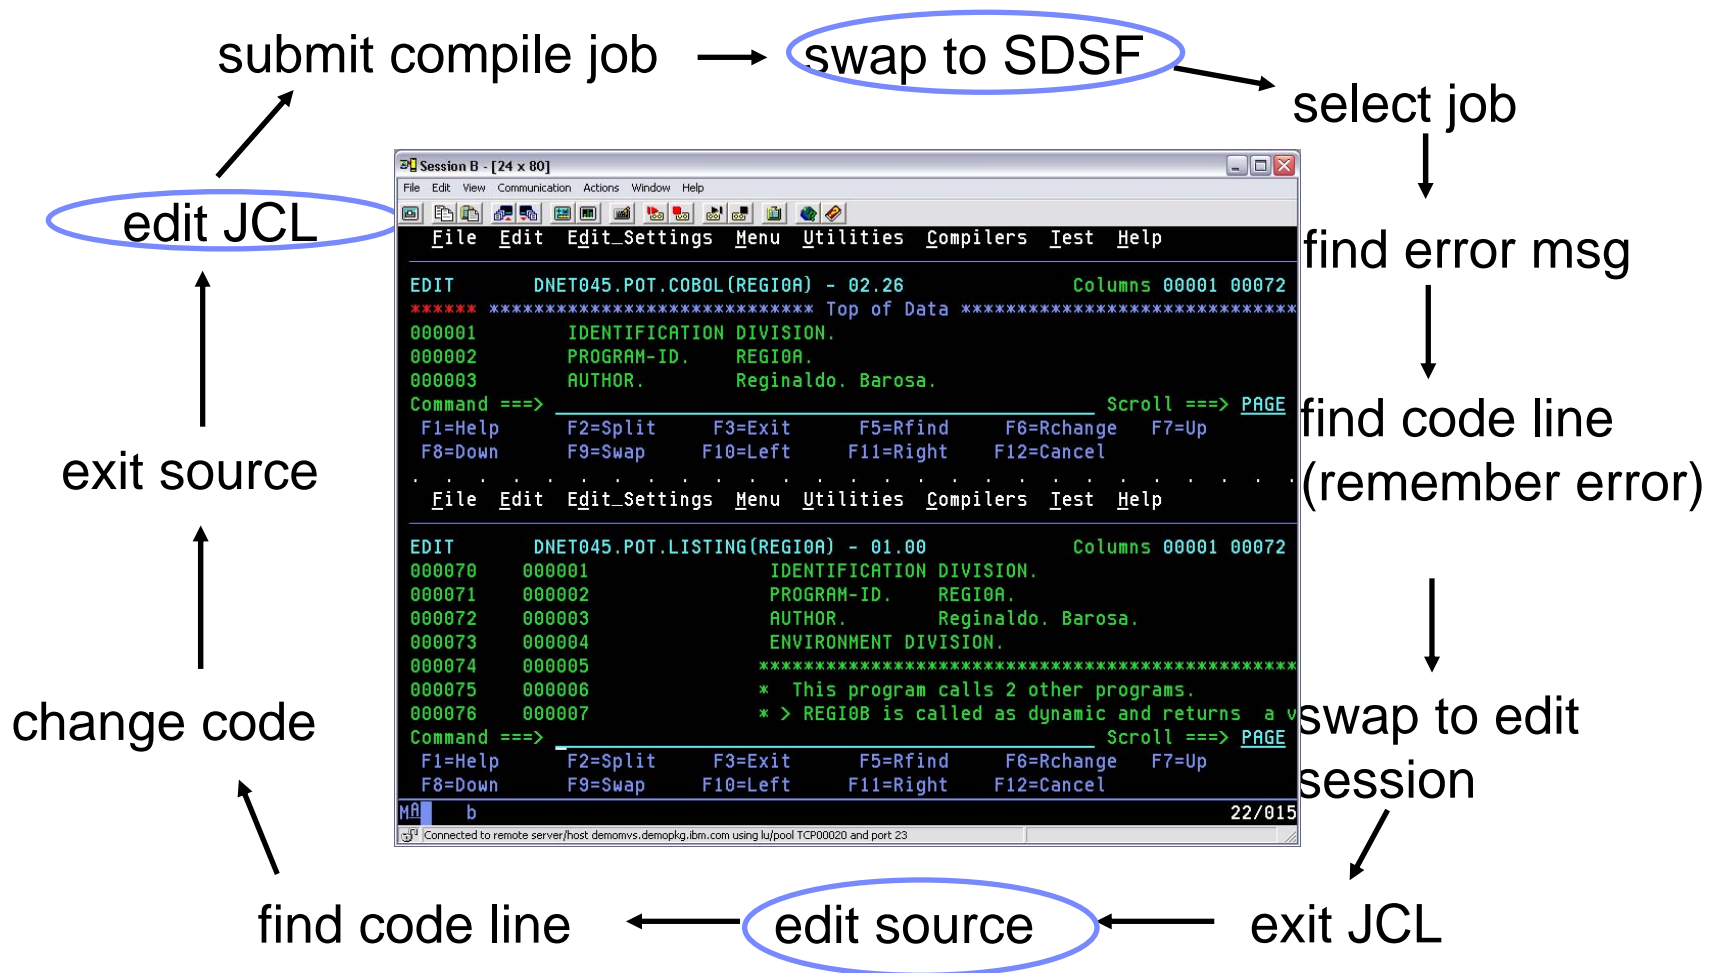 submit compile job
swap to SDSF
select job
find error msg
find code line
(remember error)
swap to edit
session
exit JCL
edit source
find code line
change code
exit source
edit JCL
Session B - [24 x 80]
File Edit View Communication Actions Window Help
File Edit Edit_Settings Menu Utilities Compilers Test Help
EDIT DNET045.POT.COBOL(REGI0A) - 02.26 Columns 00001 00072
****** **************************** Top of Data ******************************
000001 IDENTIFICATION DIVISION.
000002 PROGRAM-ID. REGI0A.
000003 AUTHOR. Reginaldo. Barosa.
Command ===> Scroll ===> PAGE
F1=Help F2=Split F3=Exit F5=Rfind F6=Rchange F7=Up
F8=Down F9=Swap F10=Left F11=Right F12=Cancel
. . . . . . . . . . . . . . . . . . . . . . . . . . .
File Edit Edit_Settings Menu Utilities Compilers Test Help
EDIT DNET045.POT.LISTING(REGI0A) - 01.00 Columns 00001 00072
000070 000001 IDENTIFICATION DIVISION.
000071 000002 PROGRAM-ID. REGI0A.
000072 000003 AUTHOR. Reginaldo. Barosa.
000073 000004 ENVIRONMENT DIVISION.
000074 000005 ************************************************
000075 000006 * This program calls 2 other programs.
000076 000007 * > REGI0B is called as dynamic and returns a v
Command ===> Scroll ===> PAGE
F1=Help F2=Split F3=Exit F5=Rfind F6=Rchange F7=Up
F8=Down F9=Swap F10=Left F11=Right F12=Cancel
MA b 22/015
Connected to remote server/host demomvs.demopkg.ibm.com using lu/pool TCP00020 and port 23